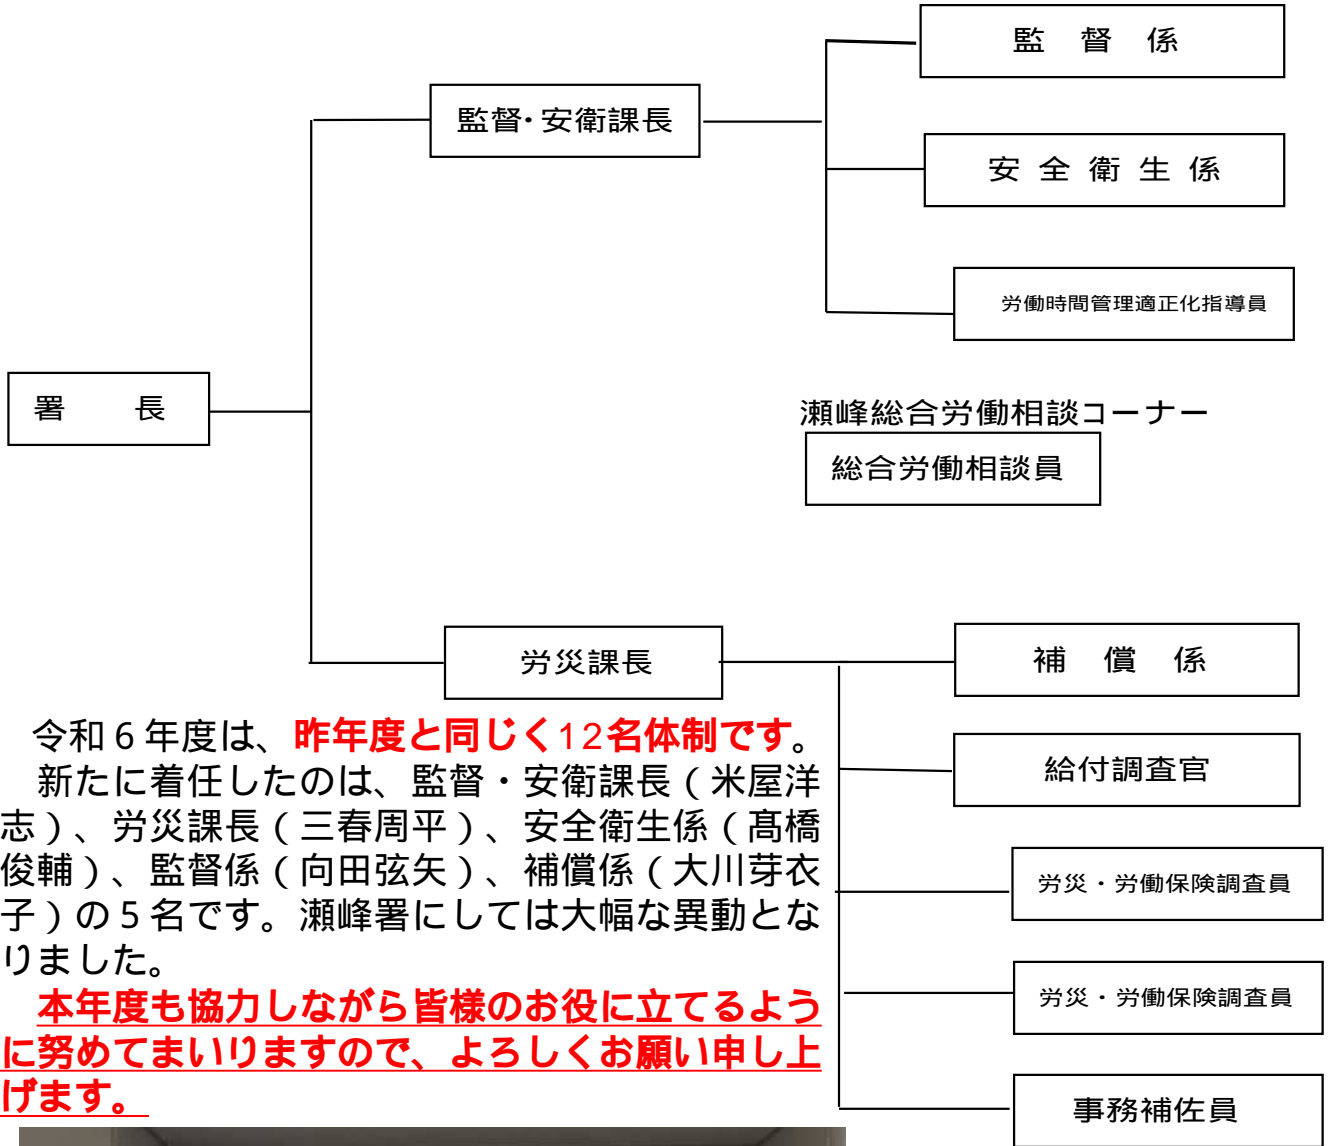 監 督 係
監督・安衛課長
安 全 衛 生 係
労働時間管理適正化指導員
署 長
瀬峰総合労働相談コーナー
総合労働相談員
労災課長
補 償 係
給付調査官
労災・労働保険調査員
労災・労働保険調査員
事務補佐員
令和６年度は、昨年度と同じく12名体制です。
新たに着任したのは、監督・安衛課長（米屋洋
志）、労災課長（三春周平）、安全衛生係（髙橋
俊輔）、監督係（向田弦矢）、補償係（大川芽衣
子）の５名です。瀬峰署にしては大幅な異動とな
りました。
本年度も協力しながら皆様のお役に立てるよう
に努めてまいりますので、よろしくお願い申し上
げます。